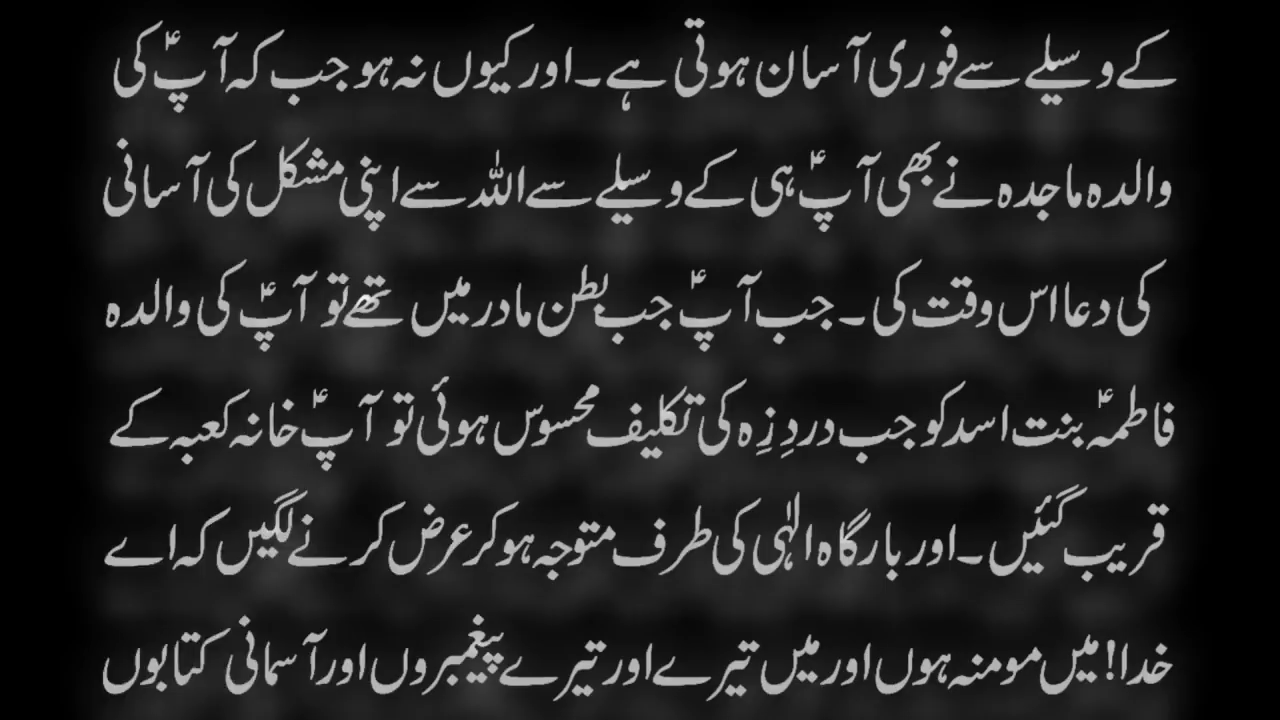 کے وسیلے سے فوری آسان ہوتی ہے۔ اور کیوں نہ ہو جب کہ آپؑ کی
والدہ ماجدہ نے بھی آپؑ ہی کے وسیلے سے اللہ سے اپنی مشکل کی آسانی
کی دعا اس وقت کی۔ جب آپؑ جب بطن مادر میں تھے تو آپؑ کی والدہ
فاطمہؑ بنت اسد کو جب دردِ زِہ کی تکلیف محسوس ہوئی تو آپؑ خانہ کعبہ کے
قریب گئیں۔ اور بارگاہ الٰہی کی طرف متوجہ ہو کر عرض کرنے لگیں کہ اے
خدا! میں مومنہ ہوں اور میں تیرے اور تیرے پیغمبروں اور آسمانی کتابوں